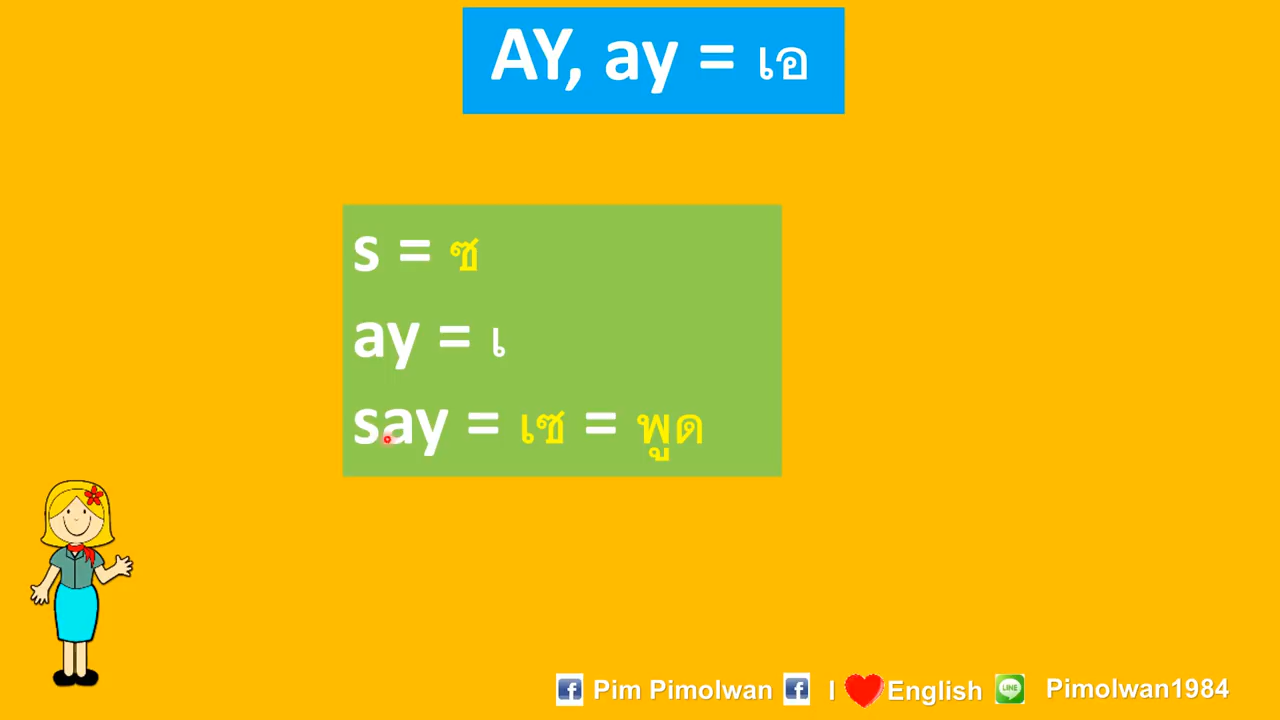 AY, ay = เอ
s = ซ
ay = เ
say = เซ = พูด
Pim Pimolwan I English Pimolwan1984